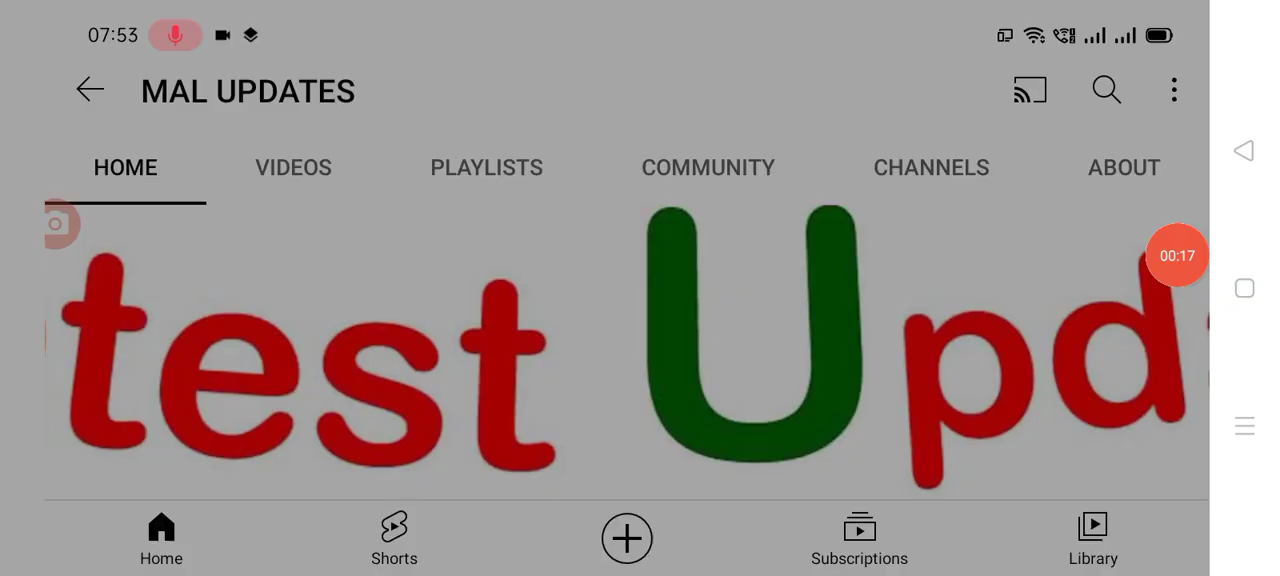 07:53
MAL UPDATES
HOME VIDEOS PLAYLISTS COMMUNITY CHANNELS ABOUT
00:17
test Upd
Home Shorts Subscriptions Library